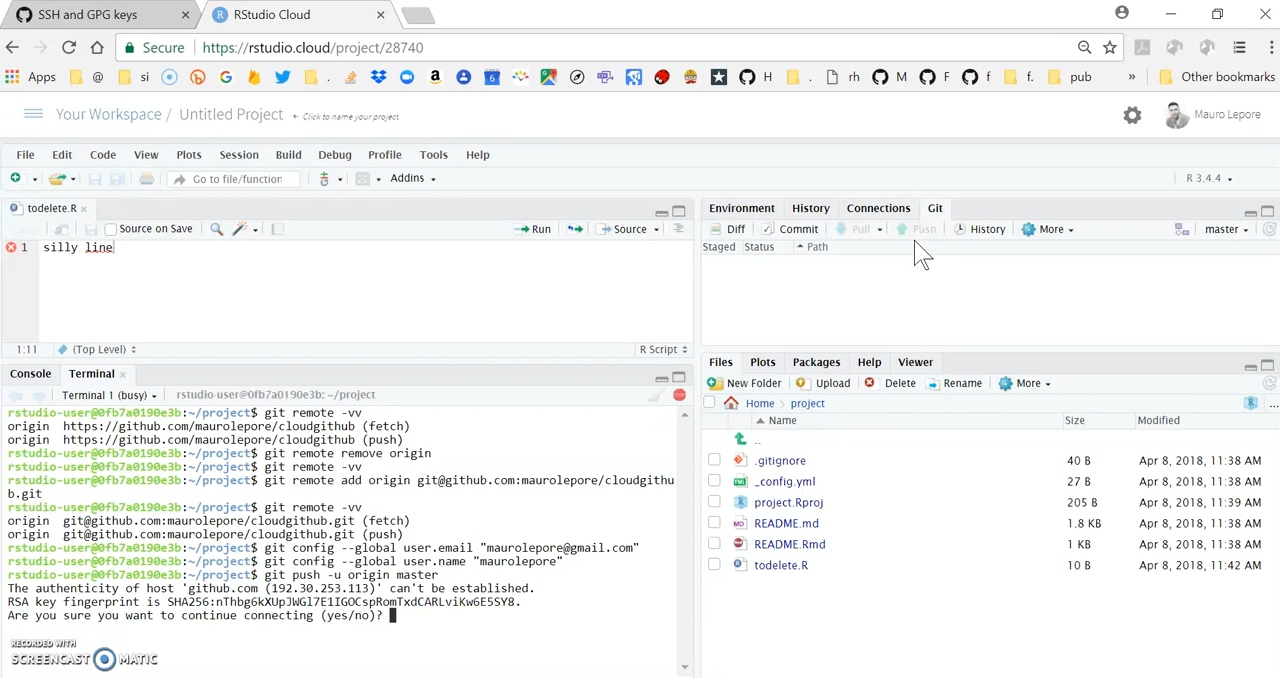 SSH and GPG keys
RStudio Cloud
Secure https://rstudio.cloud/project/28740
Apps @ si . H . rh M F f f. pub » Other bookmarks
Your Workspace / Untitled Project ← Click to name your project Mauro Lepore
File Edit Code View Plots Session Build Debug Profile Tools Help
Go to file/function Addins R 3.4.4
todelete.R
Source on Save Run Source
1 silly line
1:11 (Top Level) R Script
Environment History Connections Git
Diff Commit Pull Push History More master
Staged Status Path
Console Terminal
Terminal 1 (busy) rstudio-user@0fb7a0190e3b: ~/project
rstudio-user@0fb7a0190e3b:~/project$ git remote -vv
origin https://github.com/maurolepore/cloudgithub (fetch)
origin https://github.com/maurolepore/cloudgithub (push)
rstudio-user@0fb7a0190e3b:~/project$ git remote remove origin
rstudio-user@0fb7a0190e3b:~/project$ git remote -vv
rstudio-user@0fb7a0190e3b:~/project$ git remote add origin git@github.com:maurolepore/cloudgithu
b.git
rstudio-user@0fb7a0190e3b:~/project$ git remote -vv
origin git@github.com:maurolepore/cloudgithub.git (fetch)
origin git@github.com:maurolepore/cloudgithub.git (push)
rstudio-user@0fb7a0190e3b:~/project$ git config --global user.email "maurolepore@gmail.com"
rstudio-user@0fb7a0190e3b:~/project$ git config --global user.name "maurolepore"
rstudio-user@0fb7a0190e3b:~/project$ git push -u origin master
The authenticity of host 'github.com (192.30.253.113)' can't be established.
RSA key fingerprint is SHA256:nThbg6kXUpJWGl7E1IGOCspRomTxdCARLviKw6E5SY8.
Are you sure you want to continue connecting (yes/no)?
RECORDED WITH
SCREENCAST MATIC
Files Plots Packages Help Viewer
New Folder Upload Delete Rename More
Home project ...
Name Size Modified
..
.gitignore 40 B Apr 8, 2018, 11:38 AM
_config.yml 27 B Apr 8, 2018, 11:38 AM
project.Rproj 205 B Apr 8, 2018, 11:39 AM
README.md 1.8 KB Apr 8, 2018, 11:38 AM
README.Rmd 1 KB Apr 8, 2018, 11:38 AM
todelete.R 10 B Apr 8, 2018, 11:42 AM